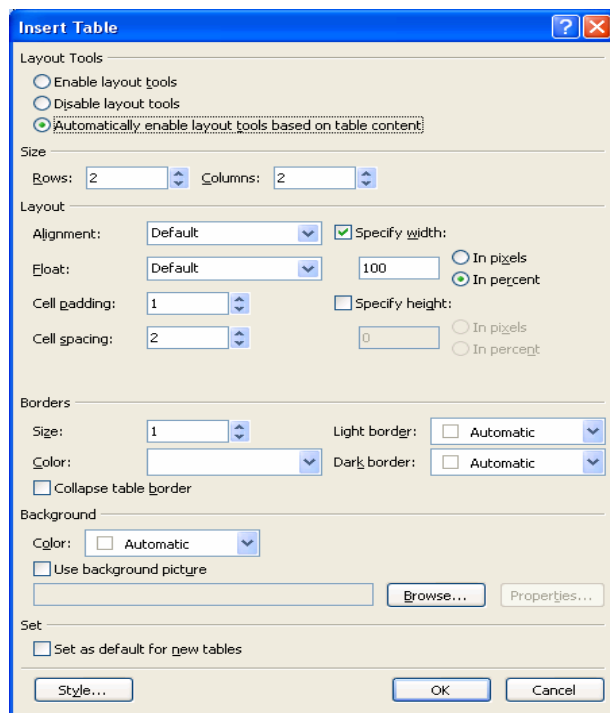 Insert Table
Layout Tools
Enable layout tools
Disable layout tools
Automatically enable layout tools based on table content
Size
Rows: 2 Columns: 2
Layout
Alignment: Default Specify width:
Float: Default 100 In pixels
In percent
Cell padding: 1 Specify height:
Cell spacing: 2 0 In pixels
In percent
Borders
Size: 1 Light border: Automatic
Color: Dark border: Automatic
Collapse table border
Background
Color: Automatic
Use background picture
Browse... Properties...
Set
Set as default for new tables
Style... OK Cancel